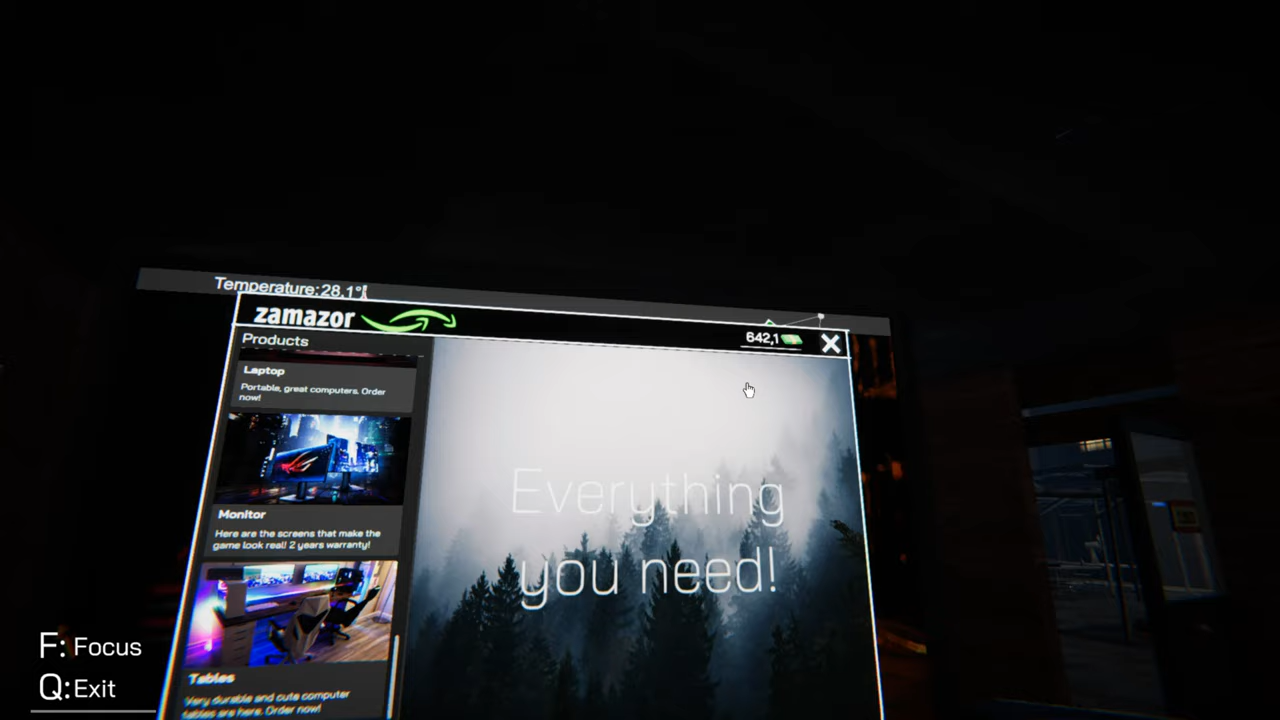 Temperature:28,1°
zamazor
642,1
Products
Laptop
Portable, great computers. Order
now!
Monitor
Here are the screens that make the
game look real! 2 years warranty!
Tables
Very durable and cute computer
tables are here. Order now!
Everything
you need!
F: Focus
Q:Exit